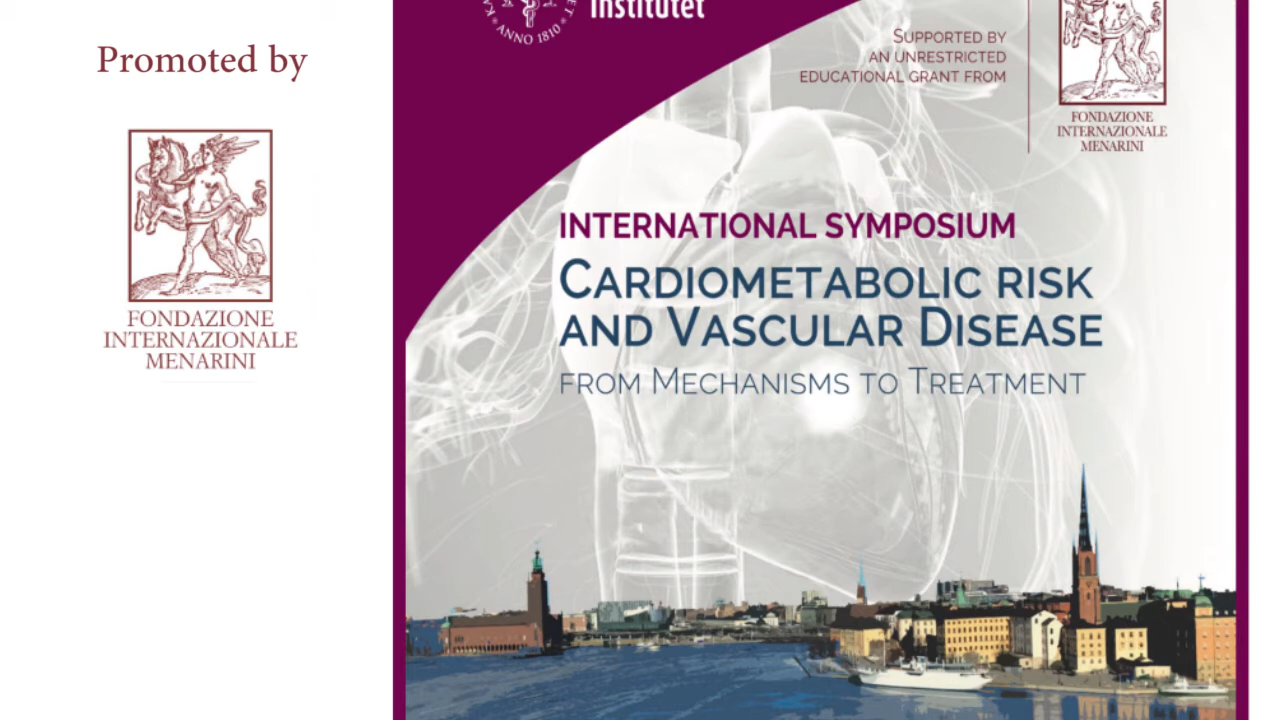 Promoted by
FONDAZIONE
INTERNAZIONALE
MENARINI
ANNO 1810
Institutet
SUPPORTED BY
AN UNRESTRICTED
EDUCATIONAL GRANT FROM
FONDAZIONE
INTERNAZIONALE
MENARINI
INTERNATIONAL SYMPOSIUM
CARDIOMETABOLIC RISK
AND VASCULAR DISEASE
FROM MECHANISMS TO TREATMENT